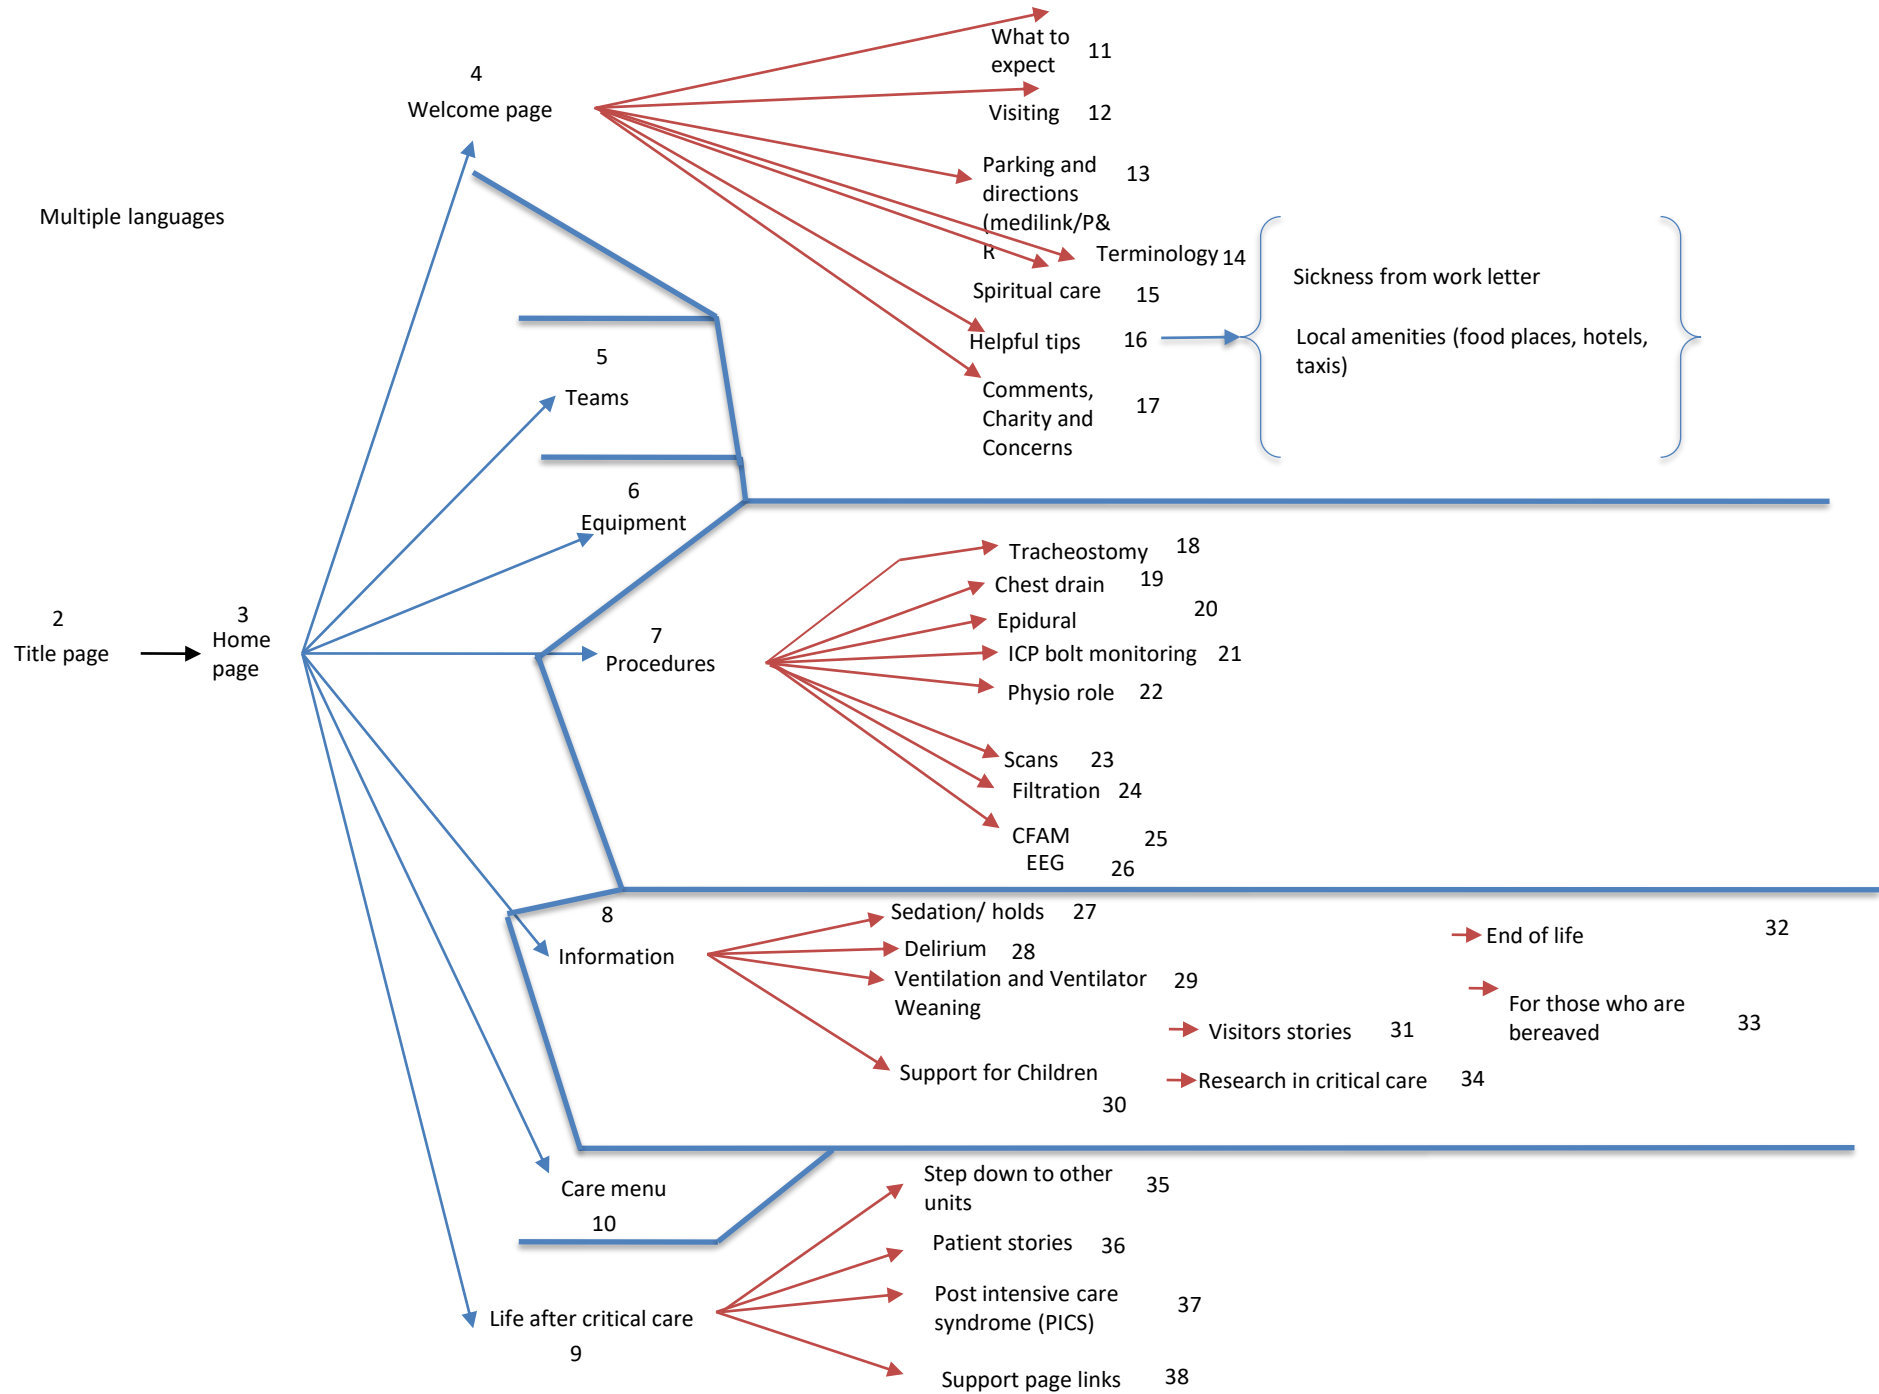 What to
expect
11
4
Welcome page
Visiting
12
Parking and
directions
(medilink/P&
R
13
Multiple languages
Terminology
14
Spiritual care
15
Helpful tips
16
Sickness from work letter
Local amenities (food places, hotels,
taxis)
Comments,
Charity and
Concerns
17
5
Teams
6
Equipment
2
Title page
3
Home
page
7
Procedures
Tracheostomy
18
Chest drain
19
Epidural
20
ICP bolt monitoring
21
Physio role
22
Scans
23
Filtration
24
CFAM
25
EEG
26
8
Information
Sedation/ holds
27
Delirium
28
Ventilation and Ventilator
Weaning
29
Support for Children
30
Visitors stories
31
Research in critical care
34
End of life
32
For those who are
bereaved
33
Care menu
10
Life after critical care
9
Step down to other
units
35
Patient stories
36
Post intensive care
syndrome (PICS)
37
Support page links
38